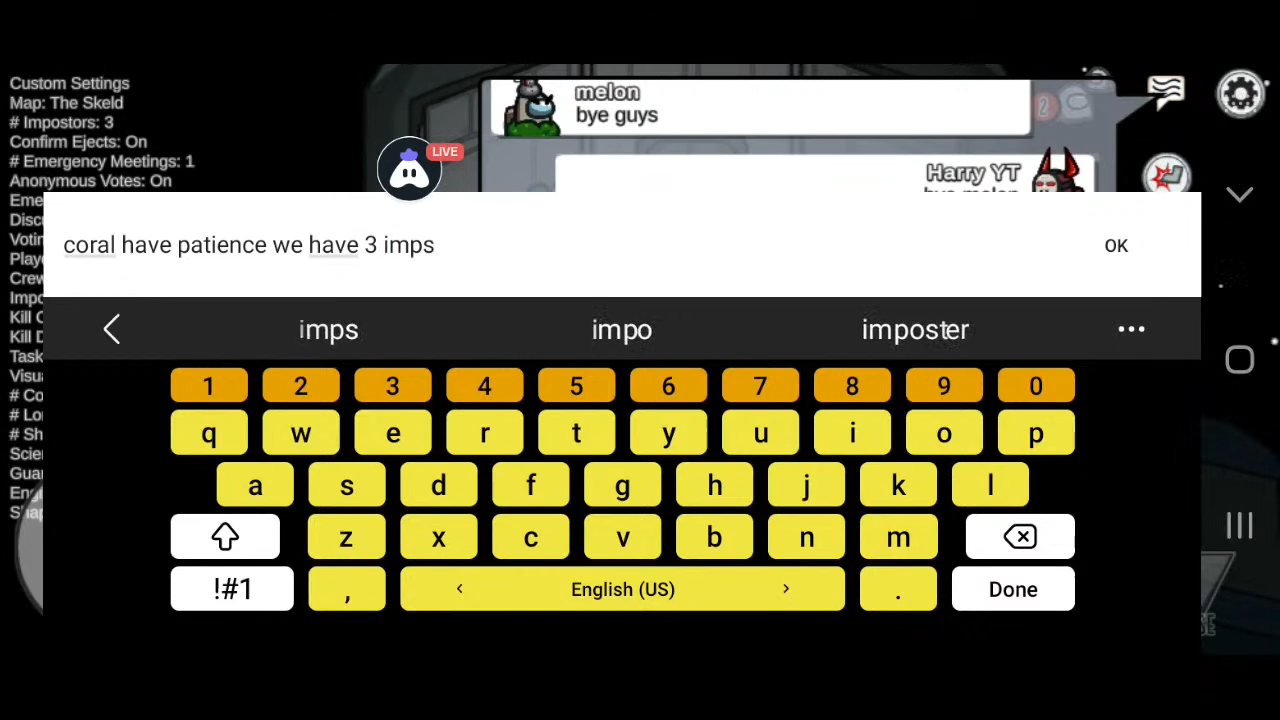 Custom Settings
Map: The Skeld
# Impostors: 3
Confirm Ejects: On
# Emergency Meetings: 1
Anonymous Votes: On
melon
bye guys
2
LIVE
Harry YT
coral have patience we have 3 imps
OK
imps
impo
imposter
1 2 3 4 5 6 7 8 9 0
q w e r t y u i o p
a s d f g h j k l
z x c v b n m
!#1 , English (US) . Done